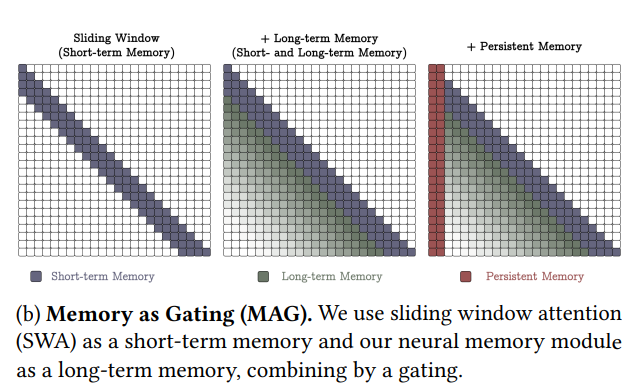 Sliding Window
(Short-term Memory)
+ Long-term Memory
(Short- and Long-term Memory)
+ Persistent Memory
Short-term Memory
Long-term Memory
Persistent Memory
(b) Memory as Gating (MAG). We use sliding window attention
(SWA) as a short-term memory and our neural memory module
as a long-term memory, combining by a gating.